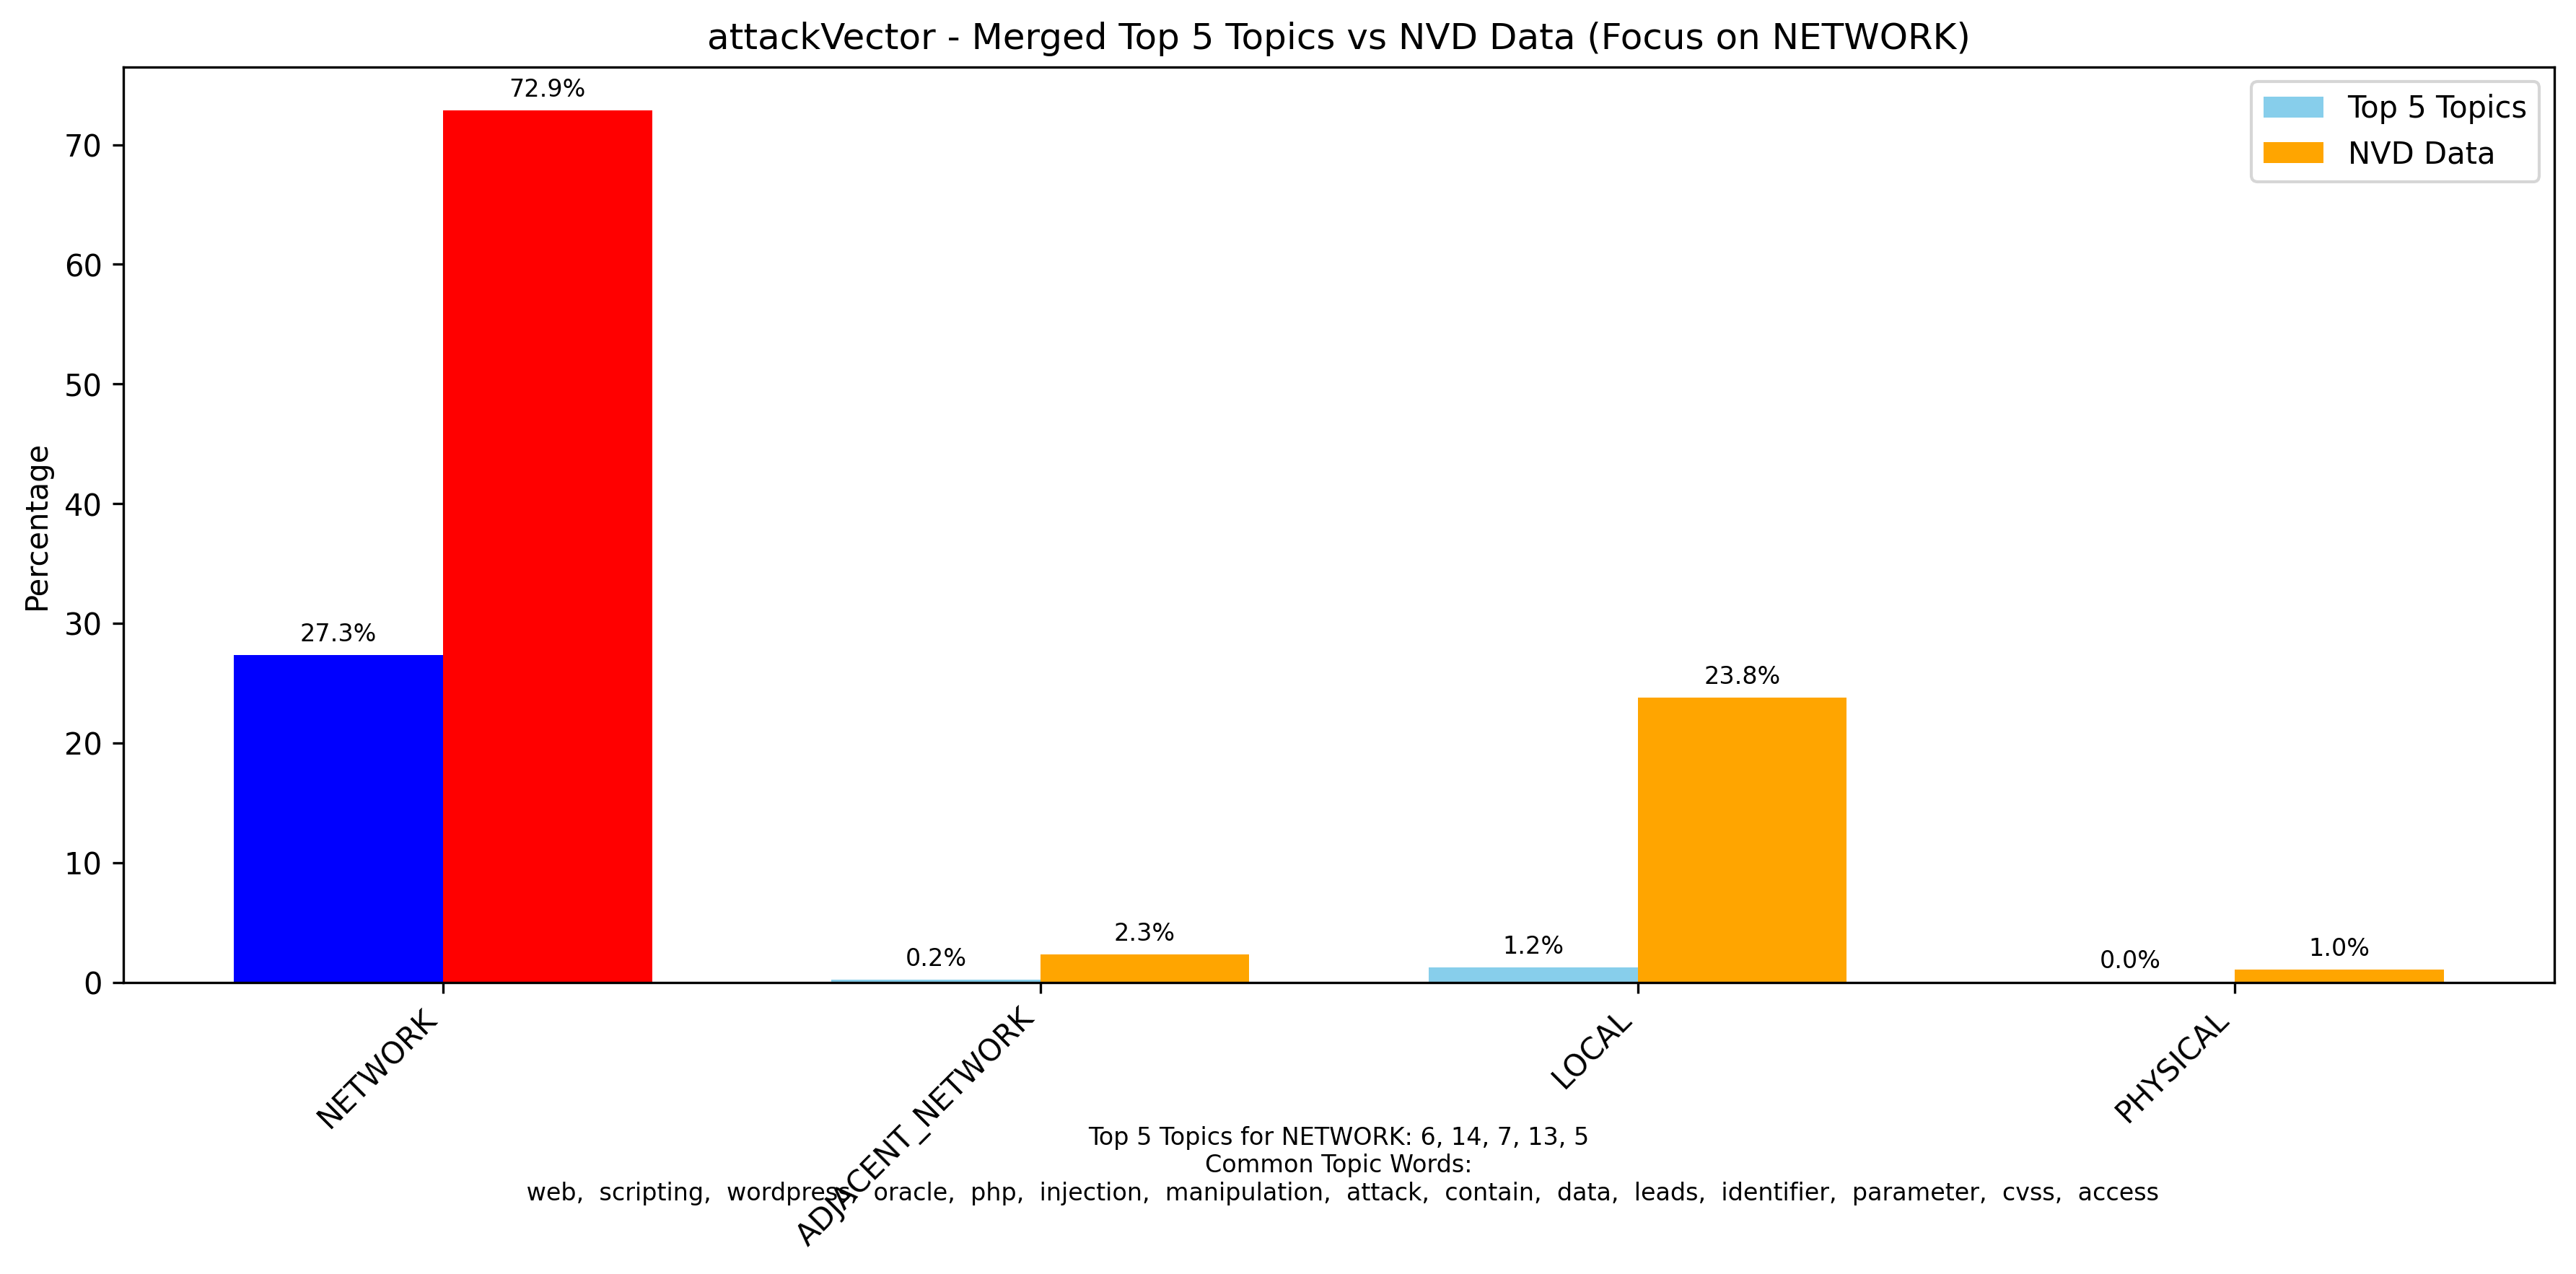 attackVector - Merged Top 5 Topics vs NVD Data (Focus on NETWORK)
Top 5 Topics
NVD Data
Percentage
70
60
50
40
30
20
10
0
27.3%
72.9%
0.2%
2.3%
1.2%
23.8%
0.0%
1.0%
NETWORK
ADJACENT_NETWORK
LOCAL
PHYSICAL
Top 5 Topics for NETWORK: 6, 14, 7, 13, 5
Common Topic Words:
web, scripting, wordpress, oracle, php, injection, manipulation, attack, contain, data, leads, identifier, parameter, cvss, access